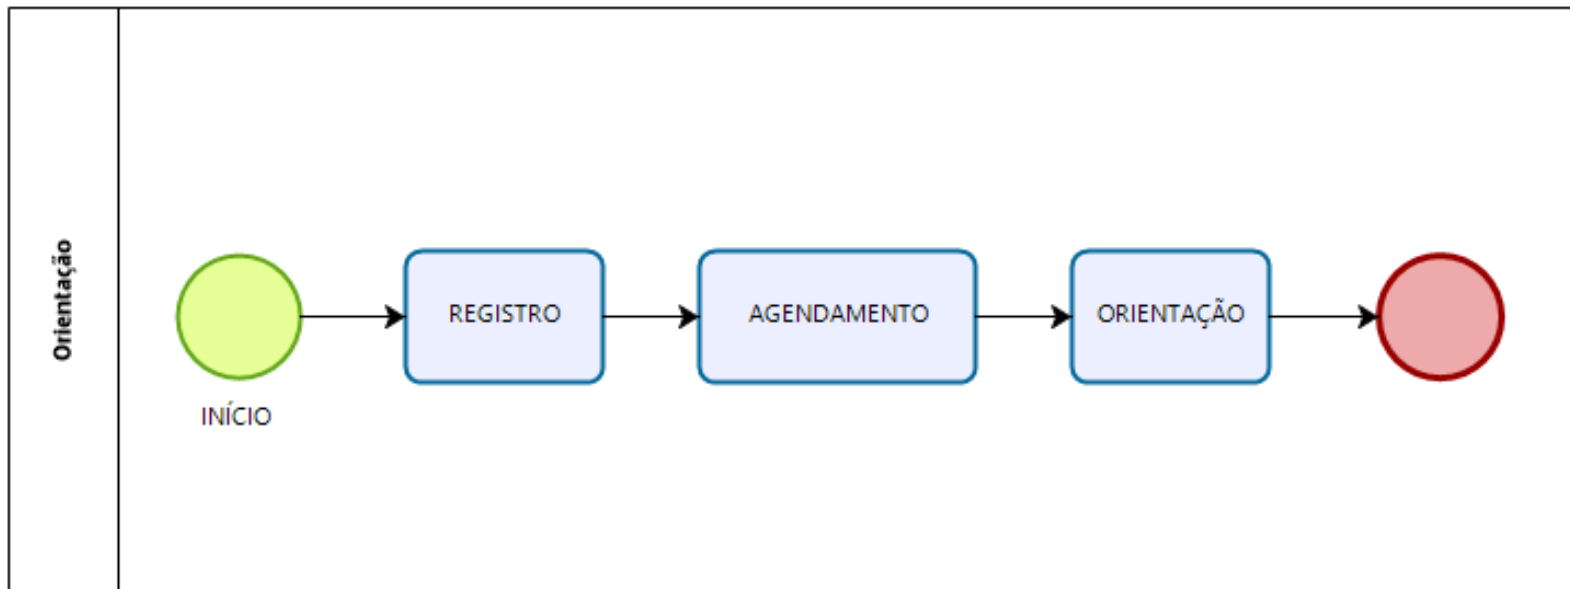 Orientação
REGISTRO
AGENDAMENTO
ORIENTAÇÃO
INÍCIO